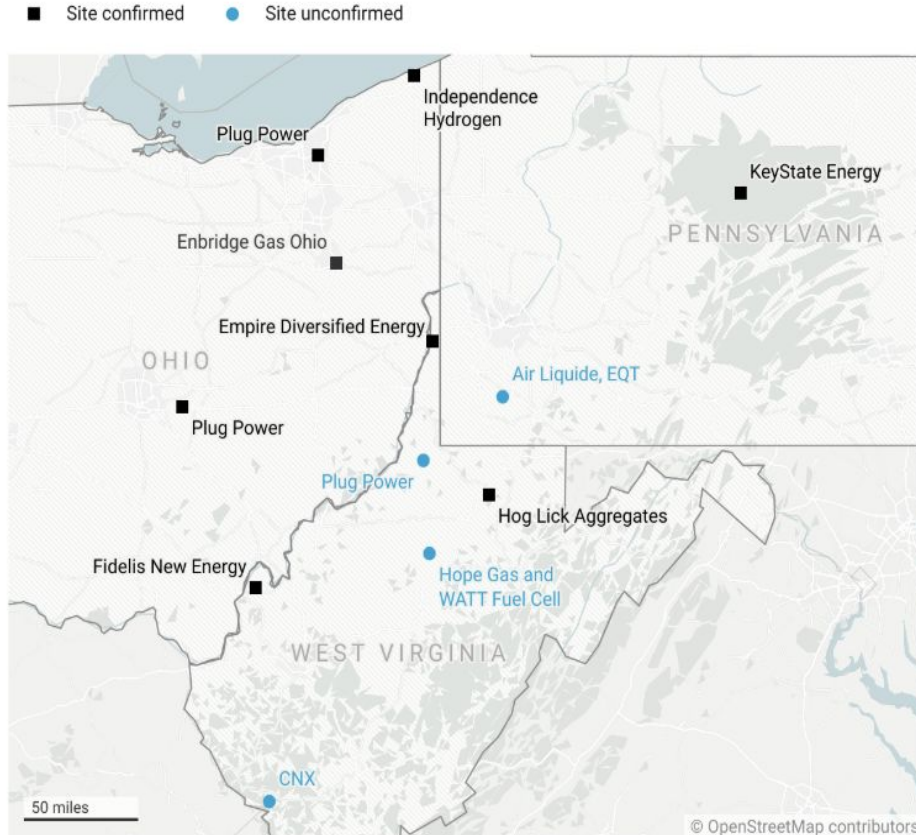 Site confirmed
Site unconfirmed
Independence
Hydrogen
Plug Power
KeyState Energy
PENNSYLVANIA
Enbridge Gas Ohio
Empire Diversified Energy
OHIO
Air Liquide, EQT
Plug Power
Plug Power
Hog Lick Aggregates
Fidelis New Energy
Hope Gas and
WATT Fuel Cell
WEST VIRGINIA
CNX
50 miles
© OpenStreetMap contributors